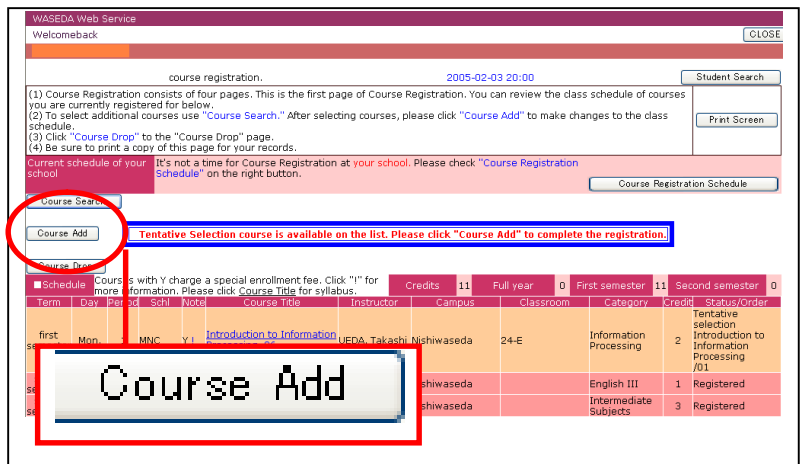 WASEDA Web Service
Welcomeback
CLOSE
course registration.
2005-02-03 20:00
Student Search
(1) Course Registration consists of four pages. This is the first page of Course Registration. You can review the class schedule of courses
you are currently registered for below.
(2) To select additional courses use "Course Search." After selecting courses, please click "Course Add" to make changes to the class
schedule.
(3) Click "Course Drop" to the "Course Drop" page.
(4) Be sure to print a copy of this page for your records.
Print Screen
Current schedule of your
school
It's not a time for Course Registration at your school. Please check "Course Registration
Schedule" on the right button.
Course Registration Schedule
Course Search
Course Add
Tentative Selection course is available on the list. Please click "Course Add" to complete the registration.
Course Drop
■Schedule
Courses with Y charge a special enrollment fee. Click "!" for
more information. Please click Course Title for syllabus.
Credits 11
Full year 0
First semester 11
Second semester 0
Term Day Period Schl Note Course Title Instructor Campus Classroom Category Credit Status/Order
first
Mon. MNC Y !
Introduction to Information
UEDA, Takashi Nishiwaseda 24-E
Information
Processing
2
Tentative
selection
Introduction to
Information
Processing
/01
English III 1 Registered
Intermediate
Subjects
3 Registered
Course Add